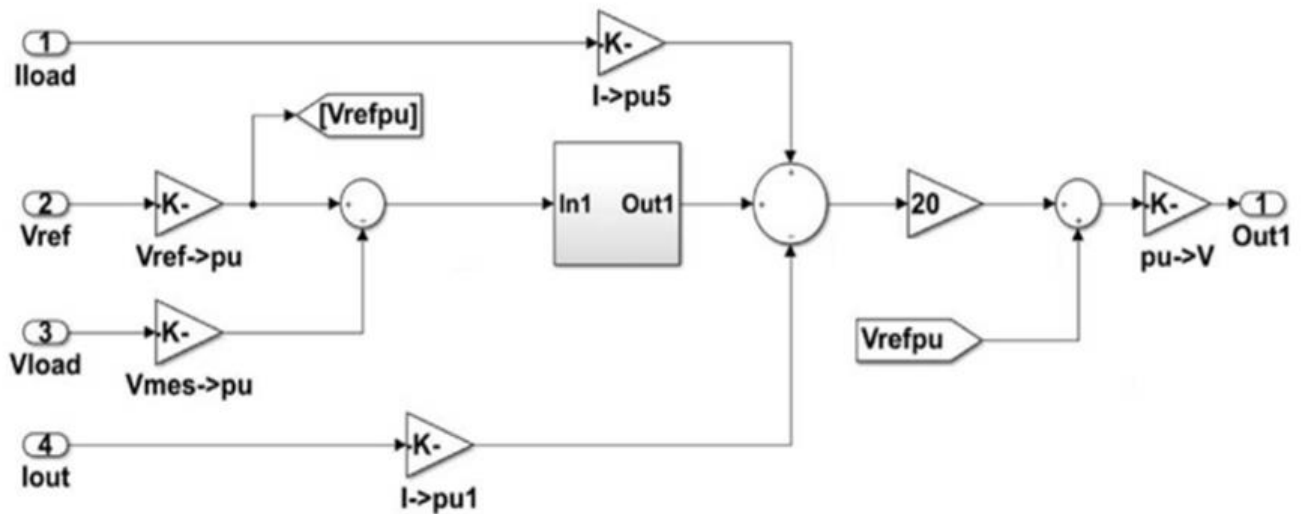 1
Iload
-K-
I->pu5
[Vrefpu]
2
Vref
-K-
Vref->pu
+
-
In1 Out1
+
+
-
20
+
+
-K-
pu->V
1
Out1
3
Vload
-K-
Vmes->pu
Vrefpu
4
Iout
-K-
I->pu1